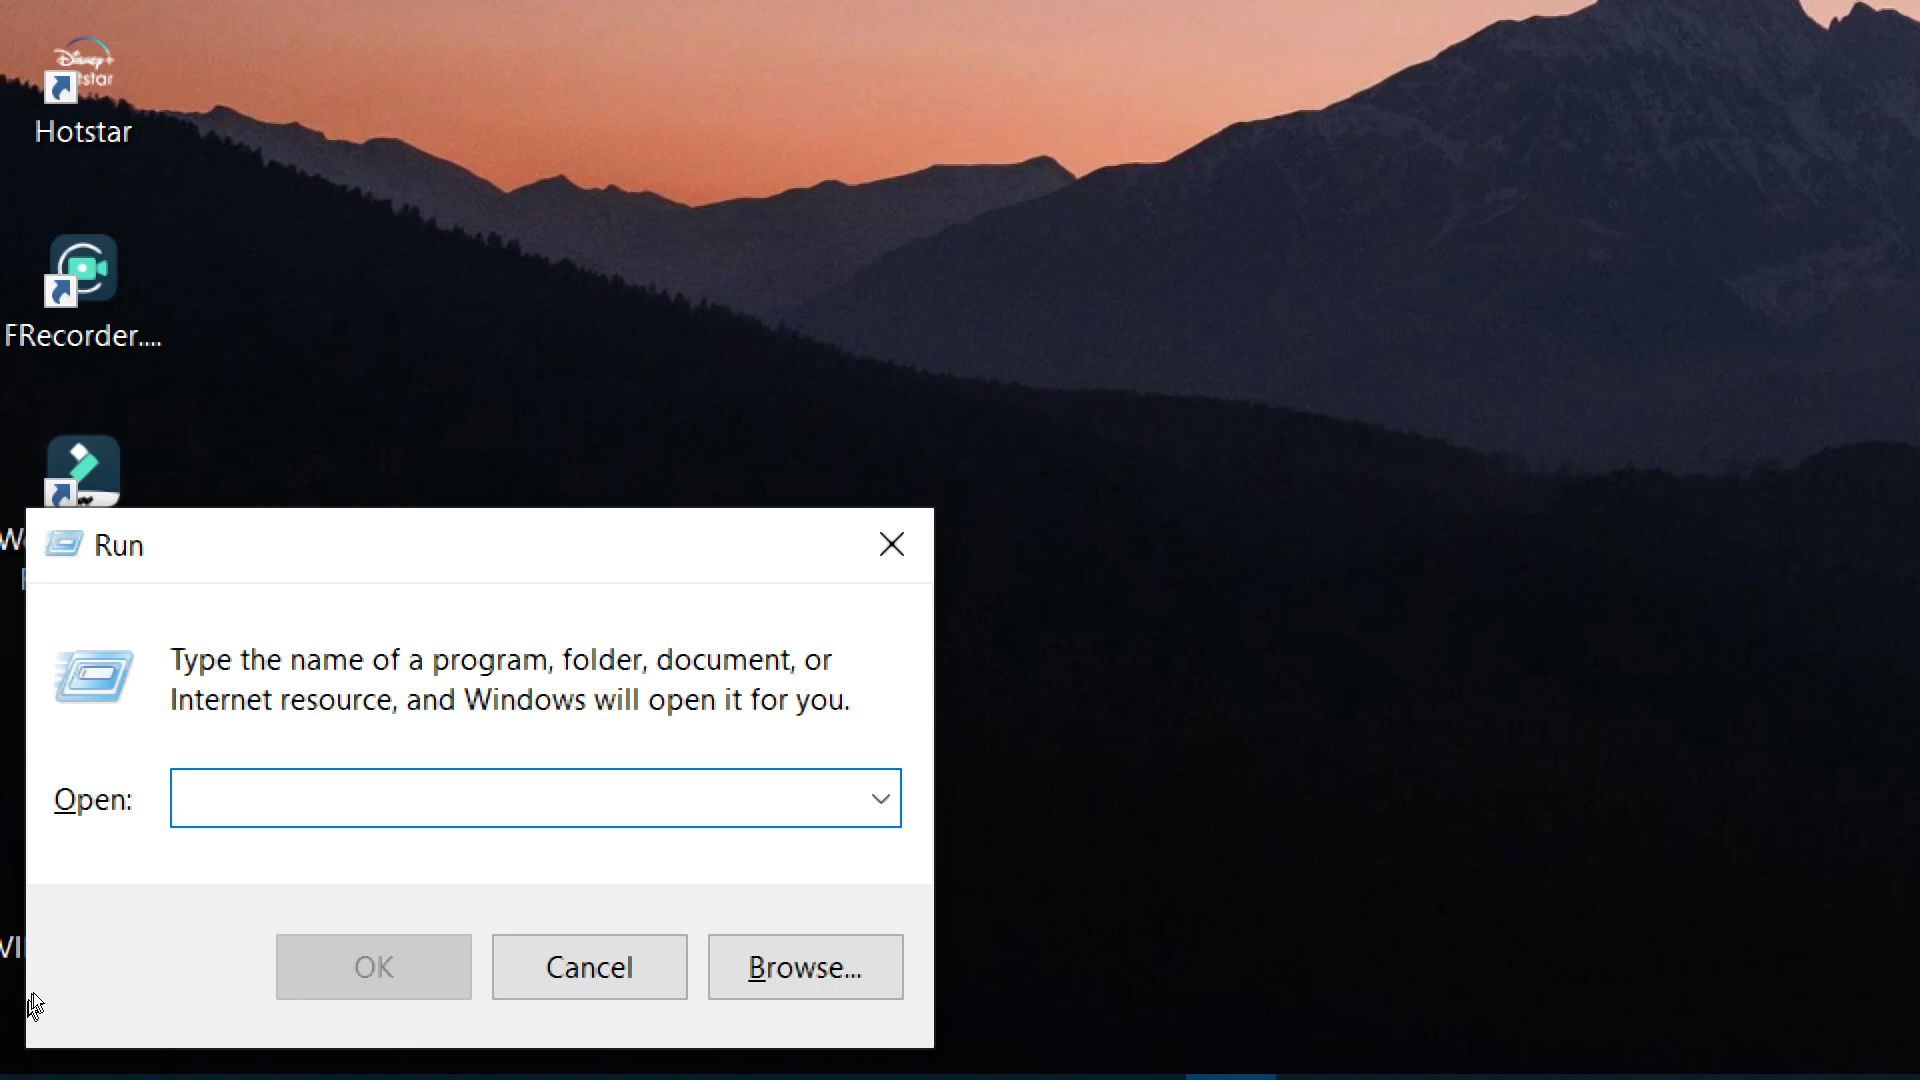 Disney+
Hotstar
FRecorder....
Run
Type the name of a program, folder, document, or
Internet resource, and Windows will open it for you.
Open:
OK
Cancel
Browse...